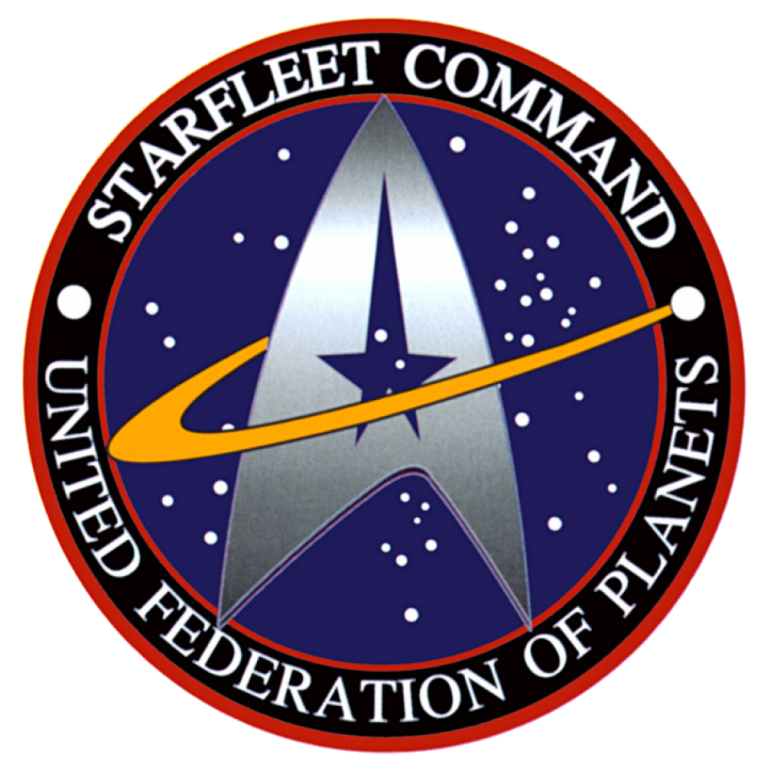 STARFLEET COMMAND
UNITED FEDERATION OF PLANETS